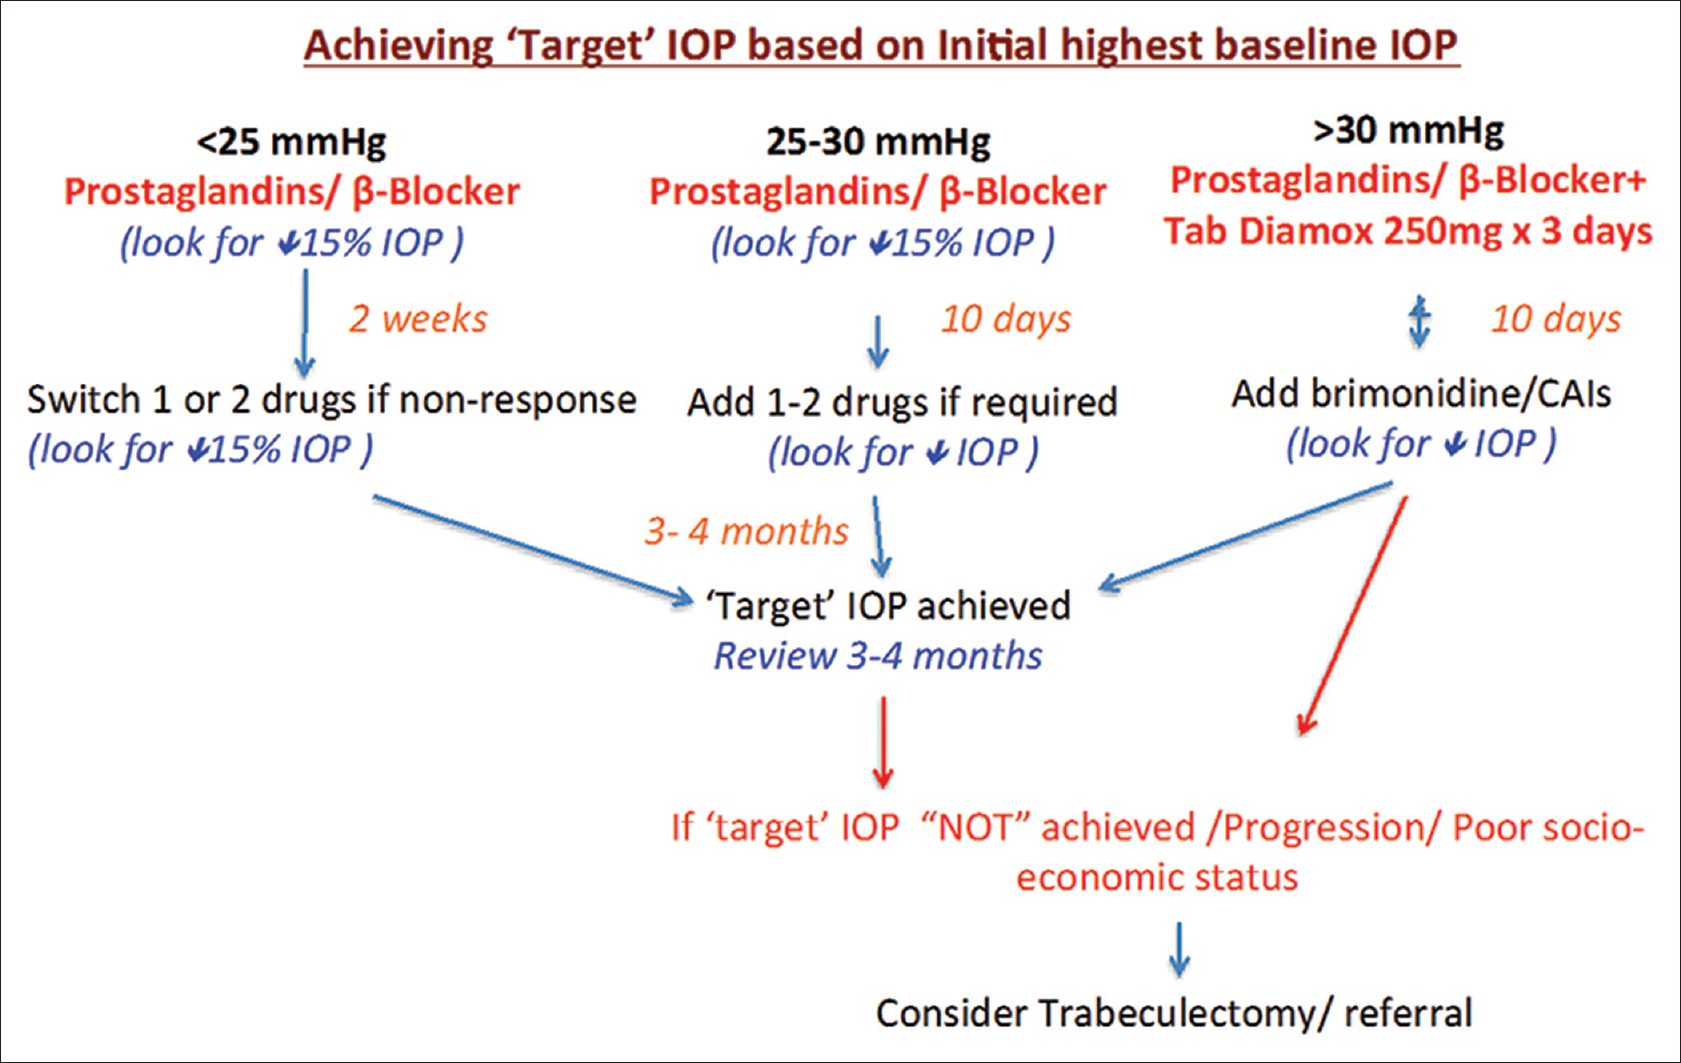 Achieving ‘Target’ IOP based on Initial highest baseline IOP
<25 mmHg
Prostaglandins/ β-Blocker
(look for ↓15% IOP )
2 weeks
Switch 1 or 2 drugs if non-response
(look for ↓15% IOP )
25-30 mmHg
Prostaglandins/ β-Blocker
(look for ↓15% IOP )
10 days
Add 1-2 drugs if required
(look for ↓ IOP )
>30 mmHg
Prostaglandins/ β-Blocker+
Tab Diamox 250mg x 3 days
10 days
Add brimonidine/CAIs
(look for ↓ IOP )
3- 4 months
‘Target’ IOP achieved
Review 3-4 months
If ‘target’ IOP “NOT” achieved /Progression/ Poor socio-
economic status
Consider Trabeculectomy/ referral